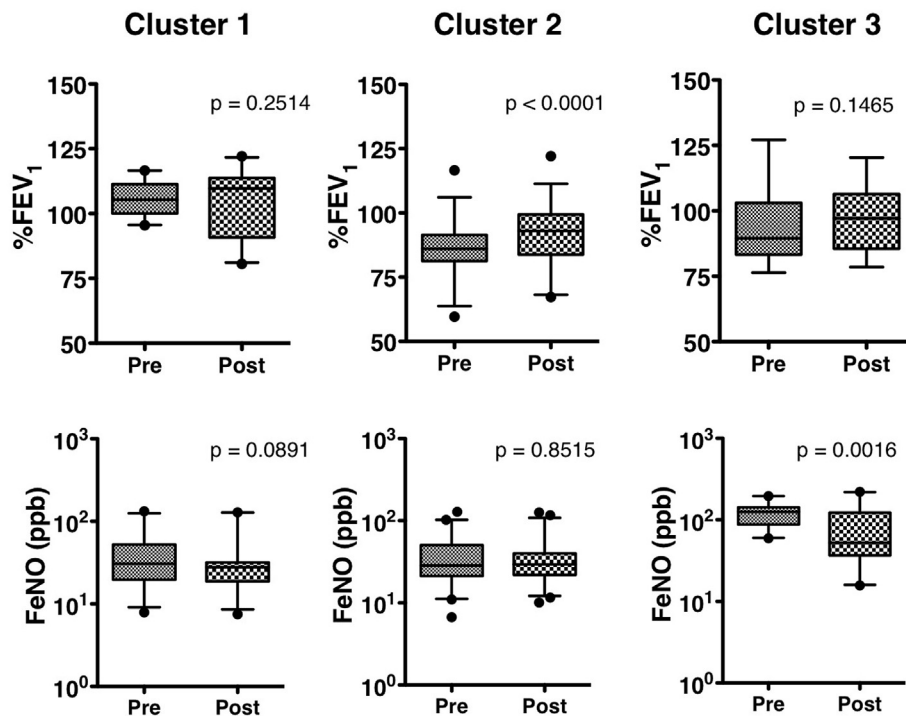 Cluster 1
Cluster 2
Cluster 3
%FEV₁
150
125
100
75
50
p = 0.2514
Pre
Post
%FEV₁
150
125
100
75
50
p < 0.0001
Pre
Post
%FEV₁
150
125
100
75
50
p = 0.1465
Pre
Post
FeNO (ppb)
10³
10²
10¹
10⁰
p = 0.0891
Pre
Post
FeNO (ppb)
10³
10²
10¹
10⁰
p = 0.8515
Pre
Post
FeNO (ppb)
10³
10²
10¹
10⁰
p = 0.0016
Pre
Post